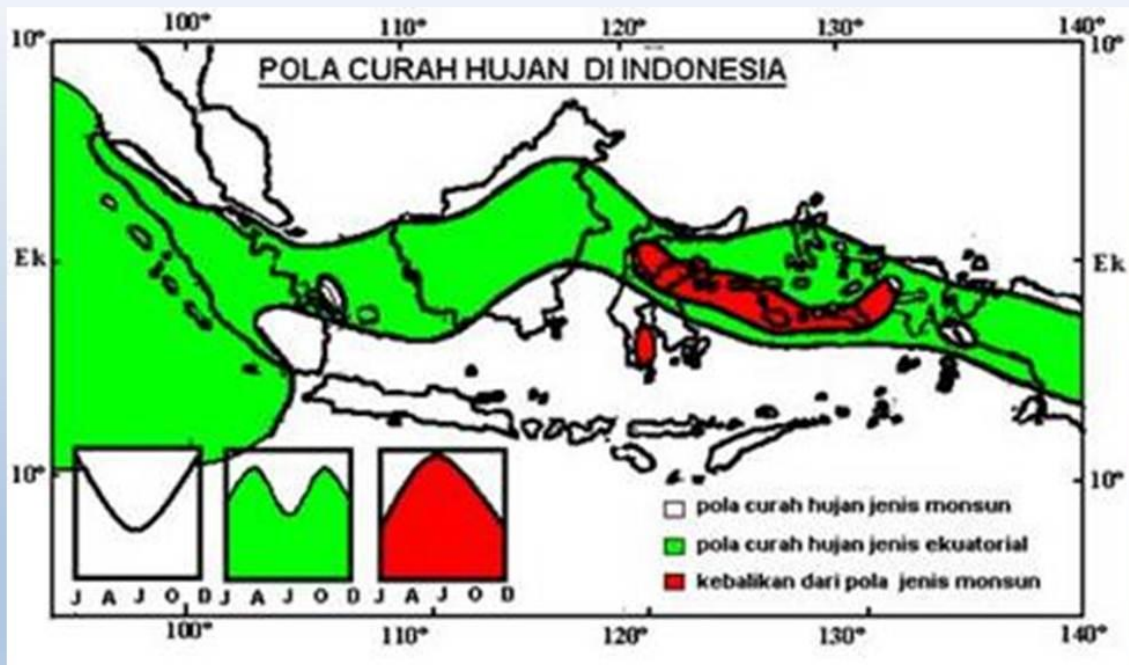 100° 110° 120° 130° 140°
10° 10°
POLA CURAH HUJAN DI INDONESIA
Ek Ek
10° 10°
J A J O D J A J O D J A J O D
pola curah hujan jenis monsun
pola curah hujan jenis ekuatorial
kebalikan dari pola jenis monsun
100° 110° 120° 130° 140°